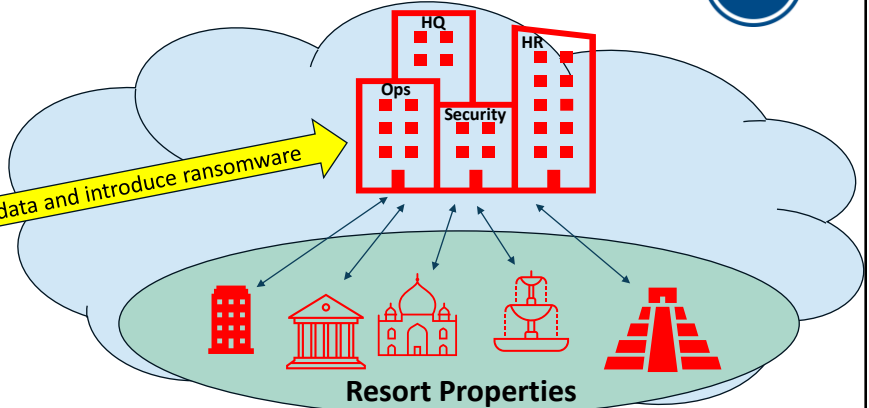 HQ
HR
Ops
Security
data and introduce ransomware
Resort Properties